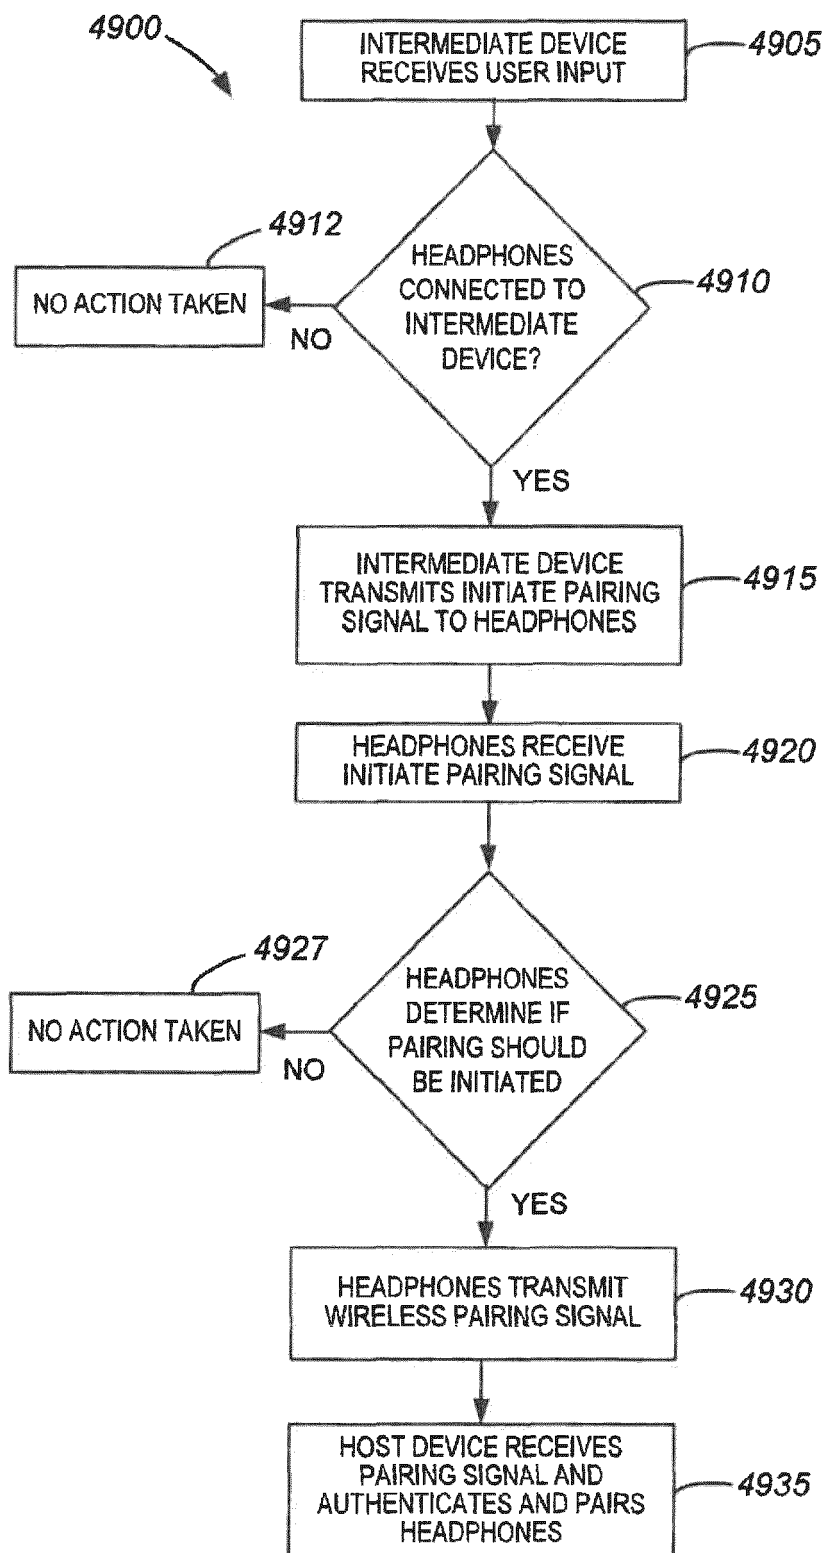 4900
INTERMEDIATE DEVICE
RECEIVES USER INPUT
4905
HEADPHONES
CONNECTED TO
INTERMEDIATE
DEVICE?
4910
4912
NO ACTION TAKEN
NO
YES
INTERMEDIATE DEVICE
TRANSMITS INITIATE PAIRING
SIGNAL TO HEADPHONES
4915
HEADPHONES RECEIVE
INITIATE PAIRING SIGNAL
4920
HEADPHONES
DETERMINE IF
PAIRING SHOULD
BE INITIATED
4925
4927
NO ACTION TAKEN
NO
YES
HEADPHONES TRANSMIT
WIRELESS PAIRING SIGNAL
4930
HOST DEVICE RECEIVES
PAIRING SIGNAL AND
AUTHENTICATES AND PAIRS
HEADPHONES
4935